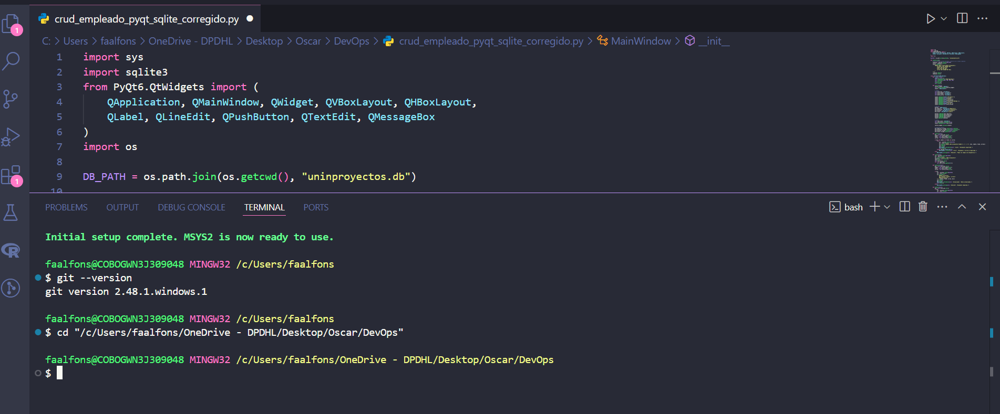 crud_empleado_pyqt_sqlite_corregido.py
C: > Users > faalfons > OneDrive - DPDHL > Desktop > Oscar > DevOps > crud_empleado_pyqt_sqlite_corregido.py > MainWindow > __init__
1 import sys
2 import sqlite3
3 from PyQt6.QtWidgets import (
4 QApplication, QMainWindow, QWidget, QVBoxLayout, QHBoxLayout,
5 QLabel, QLineEdit, QPushButton, QTextEdit, QMessageBox
6 )
7 import os
8
9 DB_PATH = os.path.join(os.getcwd(), "uninproyectos.db")
10
1
1
PROBLEMS OUTPUT DEBUG CONSOLE TERMINAL PORTS
bash
Initial setup complete. MSYS2 is now ready to use.
faalfons@COBOGWN3J309048 MINGW32 /c/Users/faalfons
$ git --version
git version 2.48.1.windows.1
faalfons@COBOGWN3J309048 MINGW32 /c/Users/faalfons
$ cd "/c/Users/faalfons/OneDrive - DPDHL/Desktop/Oscar/DevOps"
faalfons@COBOGWN3J309048 MINGW32 /c/Users/faalfons/OneDrive - DPDHL/Desktop/Oscar/DevOps
$